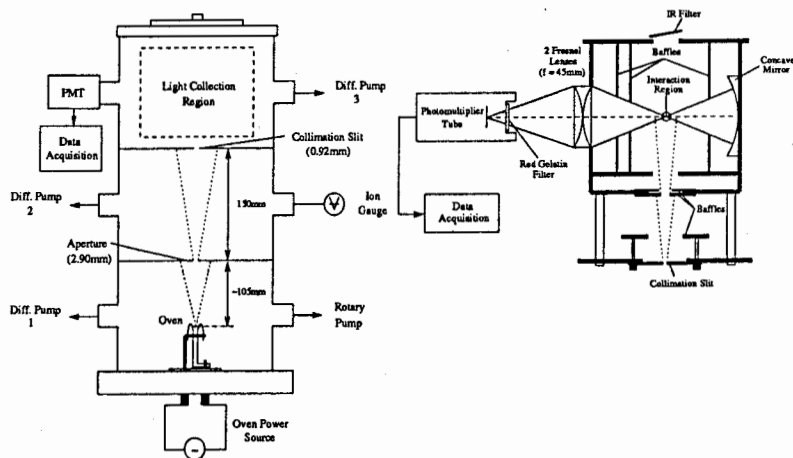 Light Collection
Region
PMT
Data
Acquisition
Diff. Pump
3
Collimation Slit
(0.92mm)
Diff. Pump
2
150mm
Ion
Gauge
Aperture
(2.90mm)
~105mm
Diff. Pump
1
Oven
Rotary
Pump
Oven Power
Source
~
IR Filter
2 Fresnel
Lenses
(f = 45mm)
Baffles
Interaction
Region
Concave
Mirror
Photomultiplier
Tube
Red Gelatin
Filter
Data
Acquisition
Baffles
Collimation Slit